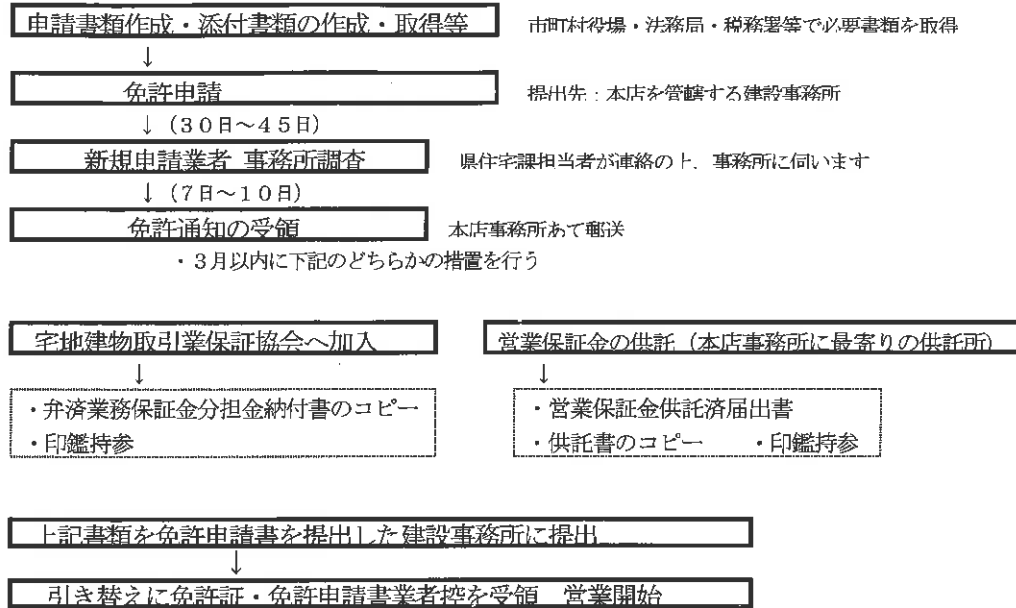 申請書類作成・添付書類の作成・取得等　市町村役場・法務局・税務署等で必要書類を取得
↓
免許申請　提出先：本店を管轄する建設事務所
↓（30日～45日）
新規申請業者 事務所調査　県住宅課担当者が連絡の上、事務所に伺います
↓（7日～10日）
免許通知の受領　本店事務所あて郵送
・3月以内に下記のどちらかの措置を行う
宅地建物取引業保証協会へ加入　営業保証金の供託（本店事務所に最寄りの供託所）
↓　↓
・弁済業務保証金分担金納付書のコピー　・営業保証金供託済届出書
・印鑑持参　・供託書のコピー　・印鑑持参
上記書類を免許申請書を提出した建設事務所に提出
↓
引き替えに免許証・免許申請書業者控を受領　営業開始